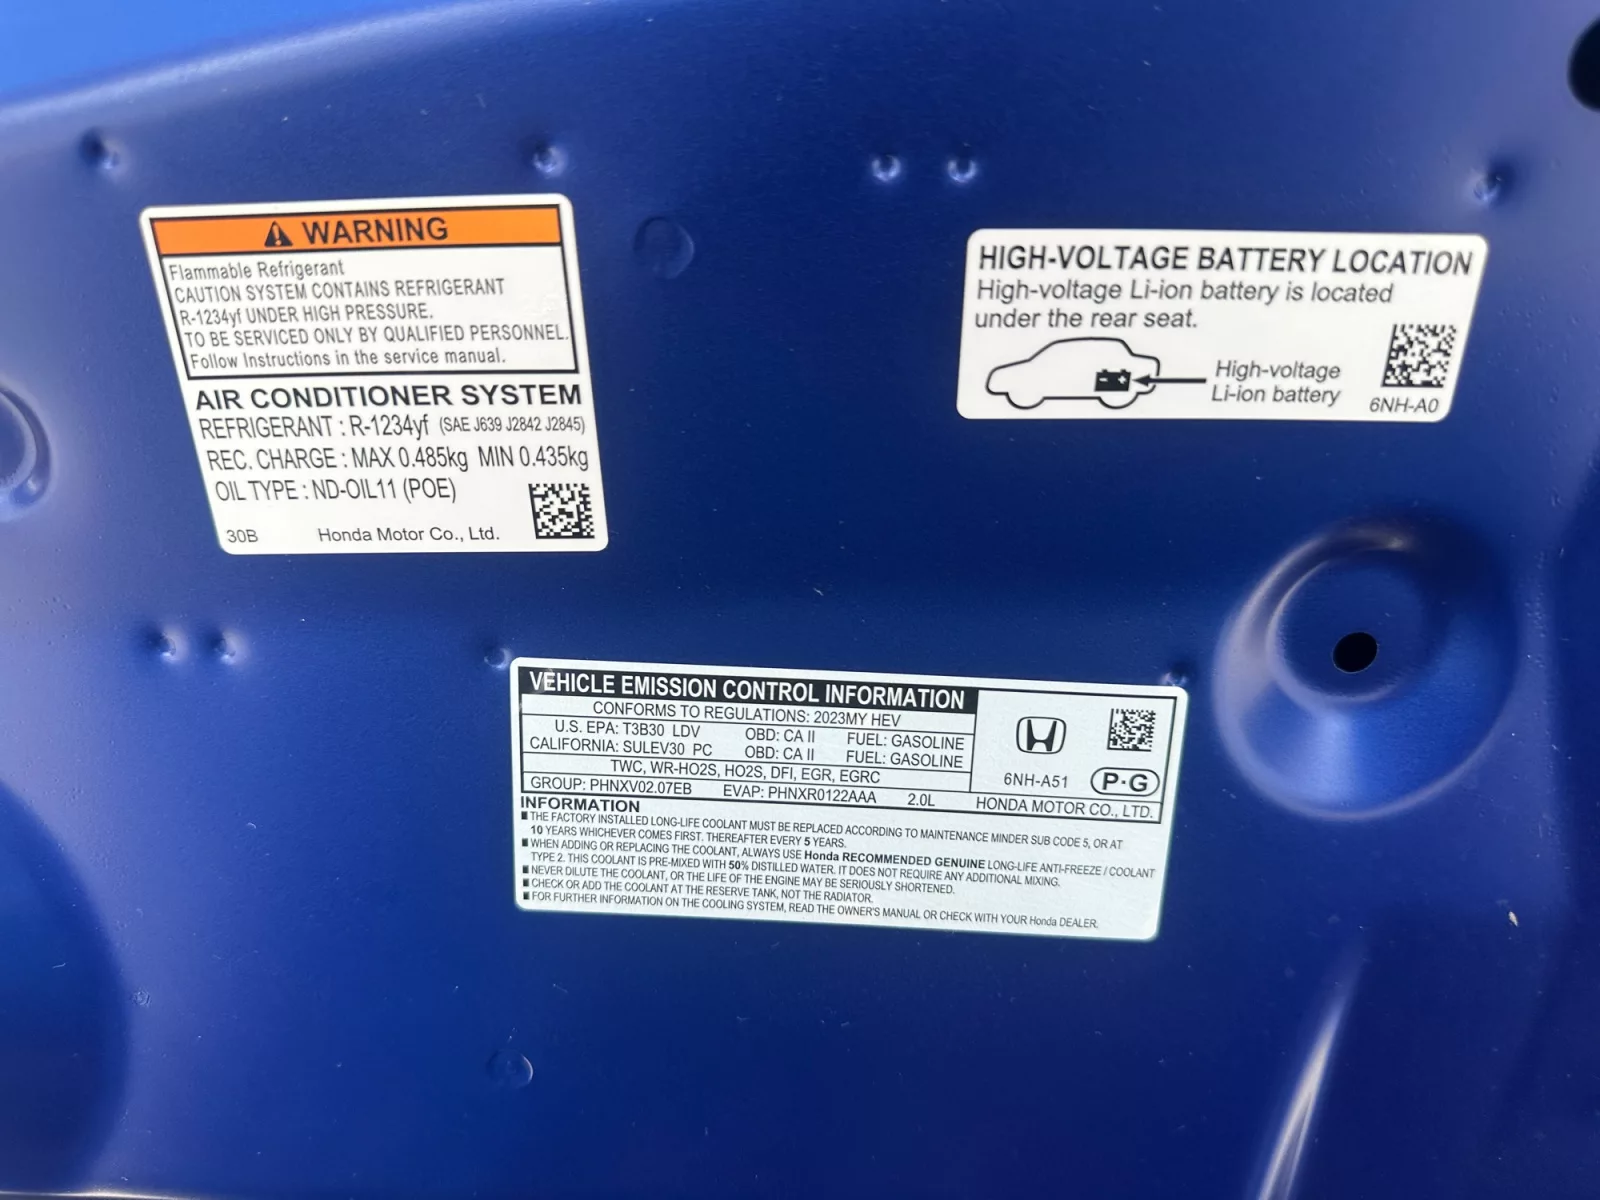 WARNING
Flammable Refrigerant
CAUTION SYSTEM CONTAINS REFRIGERANT
R-1234yf UNDER HIGH PRESSURE.
TO BE SERVICED ONLY BY QUALIFIED PERSONNEL.
Follow Instructions in the service manual.
AIR CONDITIONER SYSTEM
REFRIGERANT : R-1234yf (SAE J639 J2842 J2845)
REC. CHARGE : MAX 0.485kg MIN 0.435kg
OIL TYPE : ND-OIL11 (POE)
30B Honda Motor Co., Ltd.
HIGH-VOLTAGE BATTERY LOCATION
High-voltage Li-ion battery is located
under the rear seat.
High-voltage
Li-ion battery
6NH-A0
VEHICLE EMISSION CONTROL INFORMATION
CONFORMS TO REGULATIONS: 2023MY HEV
U.S. EPA: T3B30 LDV OBD: CA II FUEL: GASOLINE
CALIFORNIA: SULEV30 PC OBD: CA II FUEL: GASOLINE
TWC, WR-HO2S, HO2S, DFI, EGR, EGRC
GROUP: PHNXV02.07EB EVAP: PHNXR0122AAA 2.0L
6NH-A51 P·G
HONDA MOTOR CO., LTD.
INFORMATION
■ THE FACTORY INSTALLED LONG-LIFE COOLANT MUST BE REPLACED ACCORDING TO MAINTENANCE MINDER SUB CODE 5, OR AT
10 YEARS WHICHEVER COMES FIRST. THEREAFTER EVERY 5 YEARS.
■ WHEN ADDING OR REPLACING THE COOLANT, ALWAYS USE Honda RECOMMENDED GENUINE LONG-LIFE ANTI-FREEZE / COOLANT
TYPE 2. THIS COOLANT IS PRE-MIXED WITH 50% DISTILLED WATER. IT DOES NOT REQUIRE ANY ADDITIONAL MIXING.
■ NEVER DILUTE THE COOLANT, OR THE LIFE OF THE ENGINE MAY BE SERIOUSLY SHORTENED.
■ CHECK OR ADD THE COOLANT AT THE RESERVE TANK, NOT THE RADIATOR.
■ FOR FURTHER INFORMATION ON THE COOLING SYSTEM, READ THE OWNER'S MANUAL OR CHECK WITH YOUR Honda DEALER.